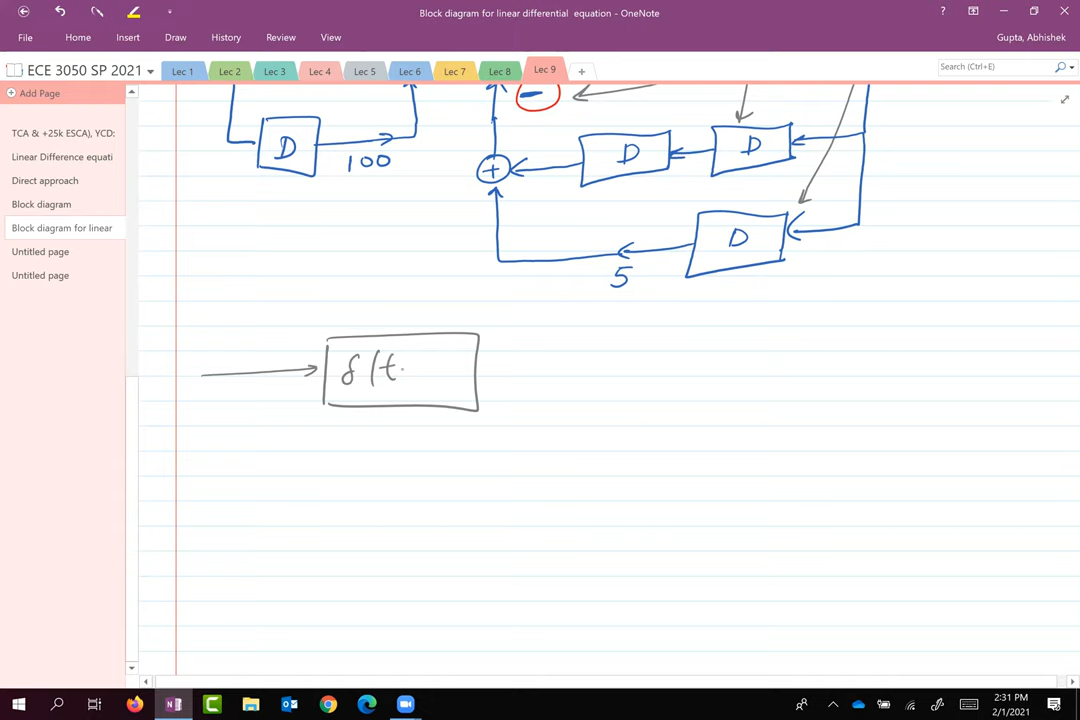 Block diagram for linear differential equation - OneNote
?
File
Home
Insert
Draw
History
Review
View
Gupta, Abhishek
ECE 3050 SP 2021
Lec 1
Lec 2
Lec 3
Lec 4
Lec 5
Lec 6
Lec 7
Lec 8
Lec 9
+
Search (Ctrl+E)
Add Page
TCA & +25k ESCA), YCD:
Linear Difference equati
Direct approach
Block diagram
Block diagram for linear
Untitled page
Untitled page
-
D
100
+
D
D
D
5
δ(t
2:31 PM
2/1/2021